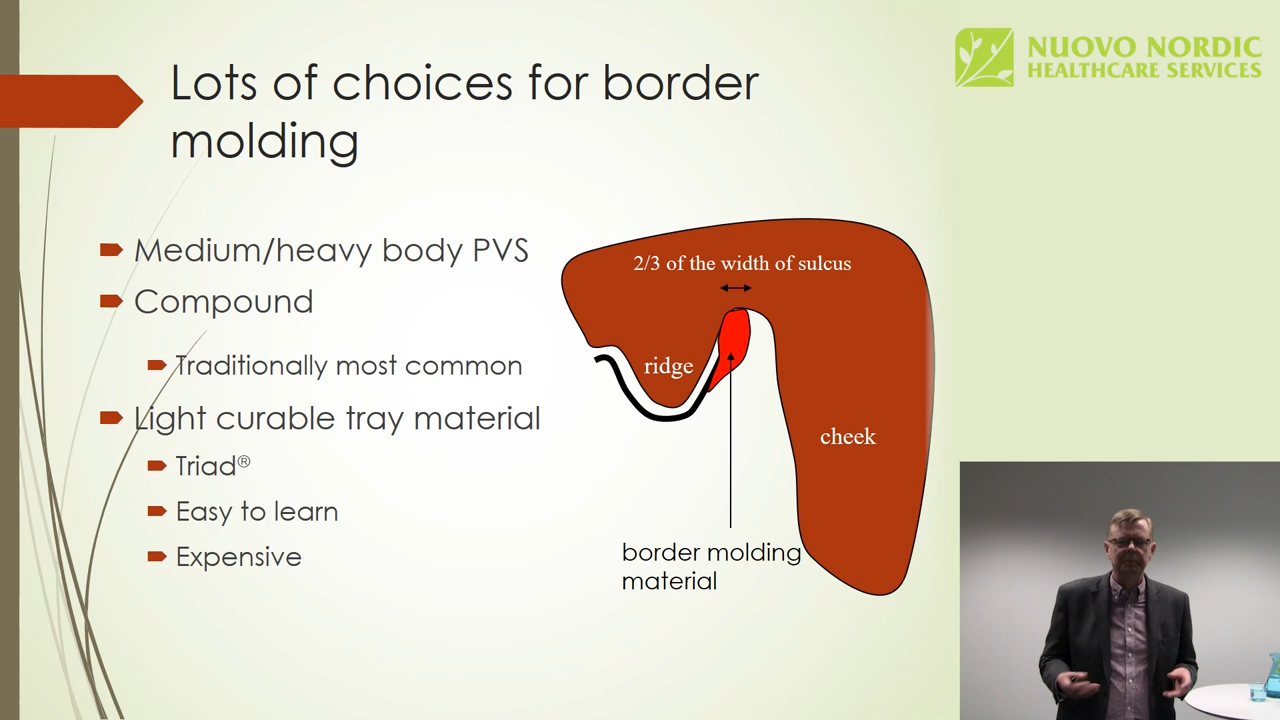 Lots of choices for border
molding
NUOVO NORDIC
HEALTHCARE SERVICES
Medium/heavy body PVS
Compound
Traditionally most common
Light curable tray material
Triad®
Easy to learn
Expensive
2/3 of the width of sulcus
ridge
cheek
border molding
material